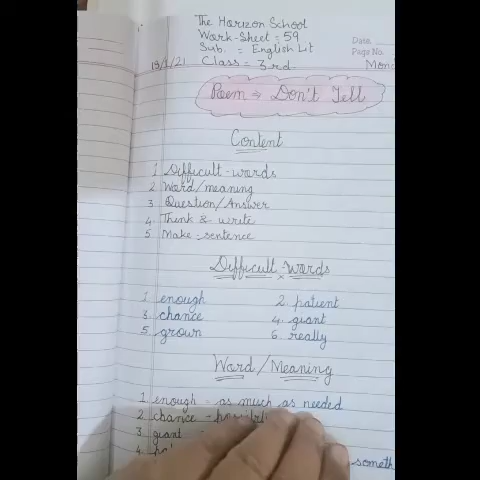 The Horizon School
Work-Sheet = 59
Sub. = English Lit
Class = 3rd
Date
Page No.
Poem ⇒ Don't Tell
Content
1 Difficult-words
2 Word/meaning
3 Question/Answer
4 Think & write
5 Make-sentence
Difficult-words
1. enough 2. patient
3 chance 4. giant
5 grown 6. really
Word/Meaning
1 enough - as much as needed
2 chance -
3 giant -
4